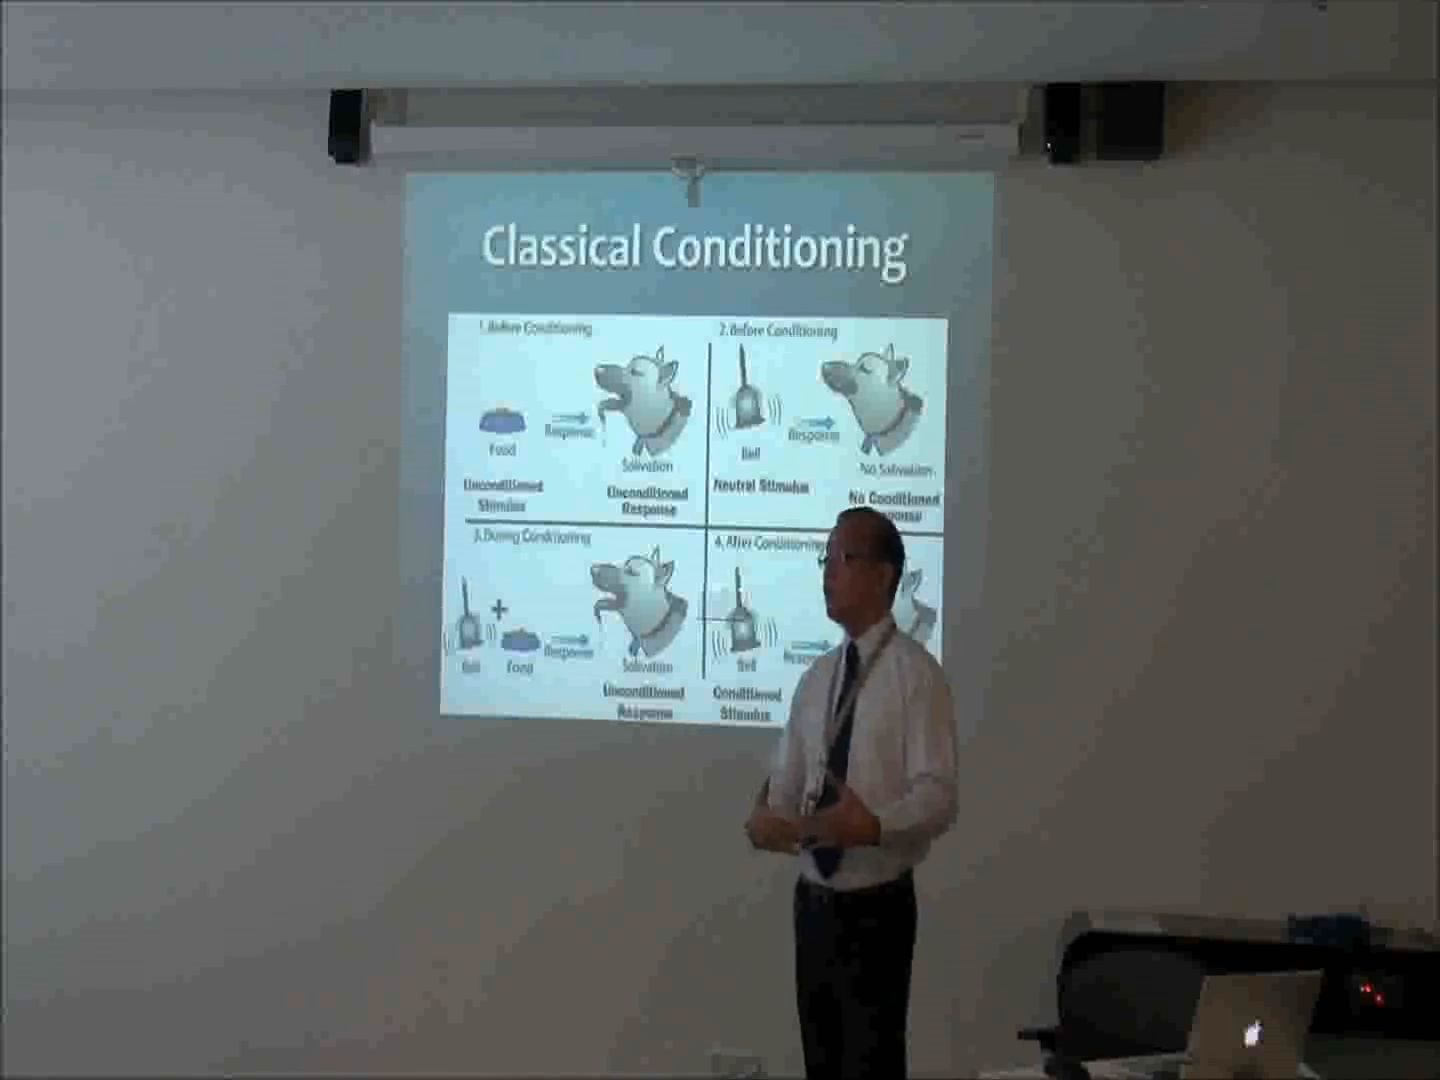 Classical Conditioning
1. Before Conditioning
Food
Response
Salivation
Unconditioned
Stimulus
Unconditioned
Response
2. Before Conditioning
Bell
Response
No Salivation
Neutral Stimulus
No Conditioned
3. During Conditioning
+
Bell
Food
Response
Salivation
Unconditioned
Response
4. After Conditioning
Bell
Conditioned
Stimulus